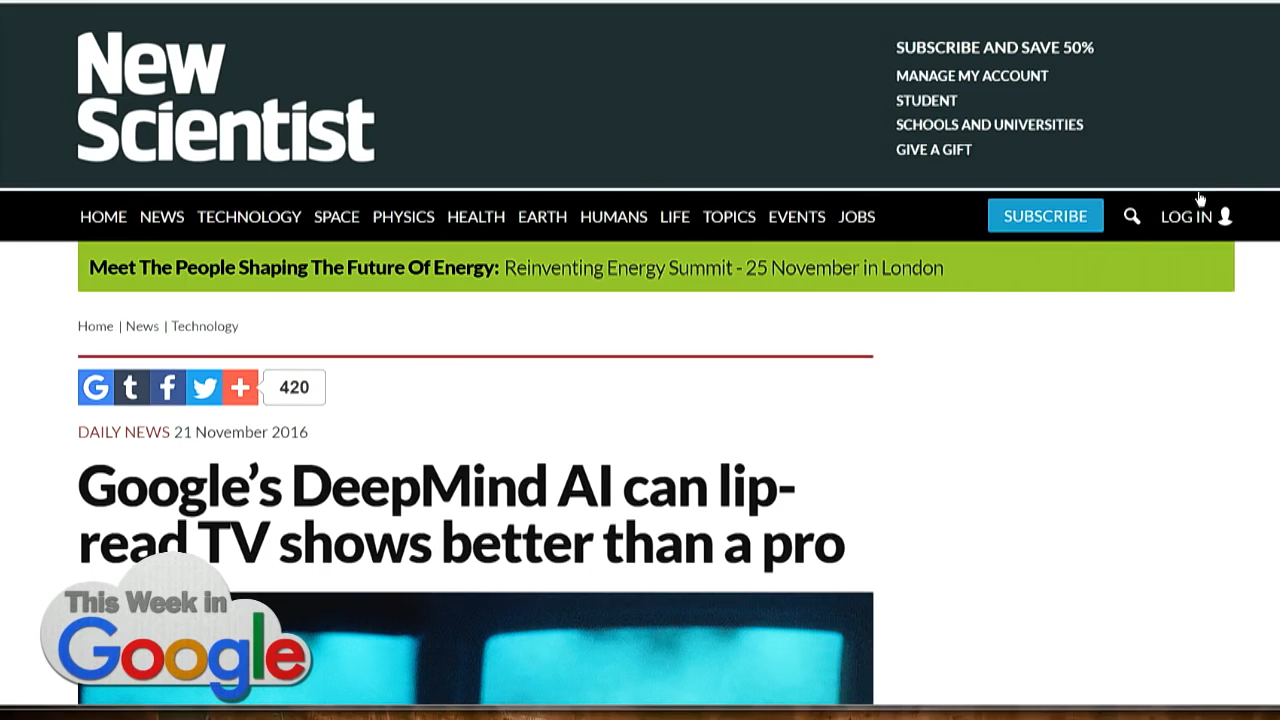 New
Scientist
SUBSCRIBE AND SAVE 50%
MANAGE MY ACCOUNT
STUDENT
SCHOOLS AND UNIVERSITIES
GIVE A GIFT
HOME NEWS TECHNOLOGY SPACE PHYSICS HEALTH EARTH HUMANS LIFE TOPICS EVENTS JOBS SUBSCRIBE LOG IN
Meet The People Shaping The Future Of Energy: Reinventing Energy Summit - 25 November in London
Home | News | Technology
G t f + 420
DAILY NEWS 21 November 2016
Google's DeepMind AI can lip-
read TV shows better than a pro
This Week in
Google